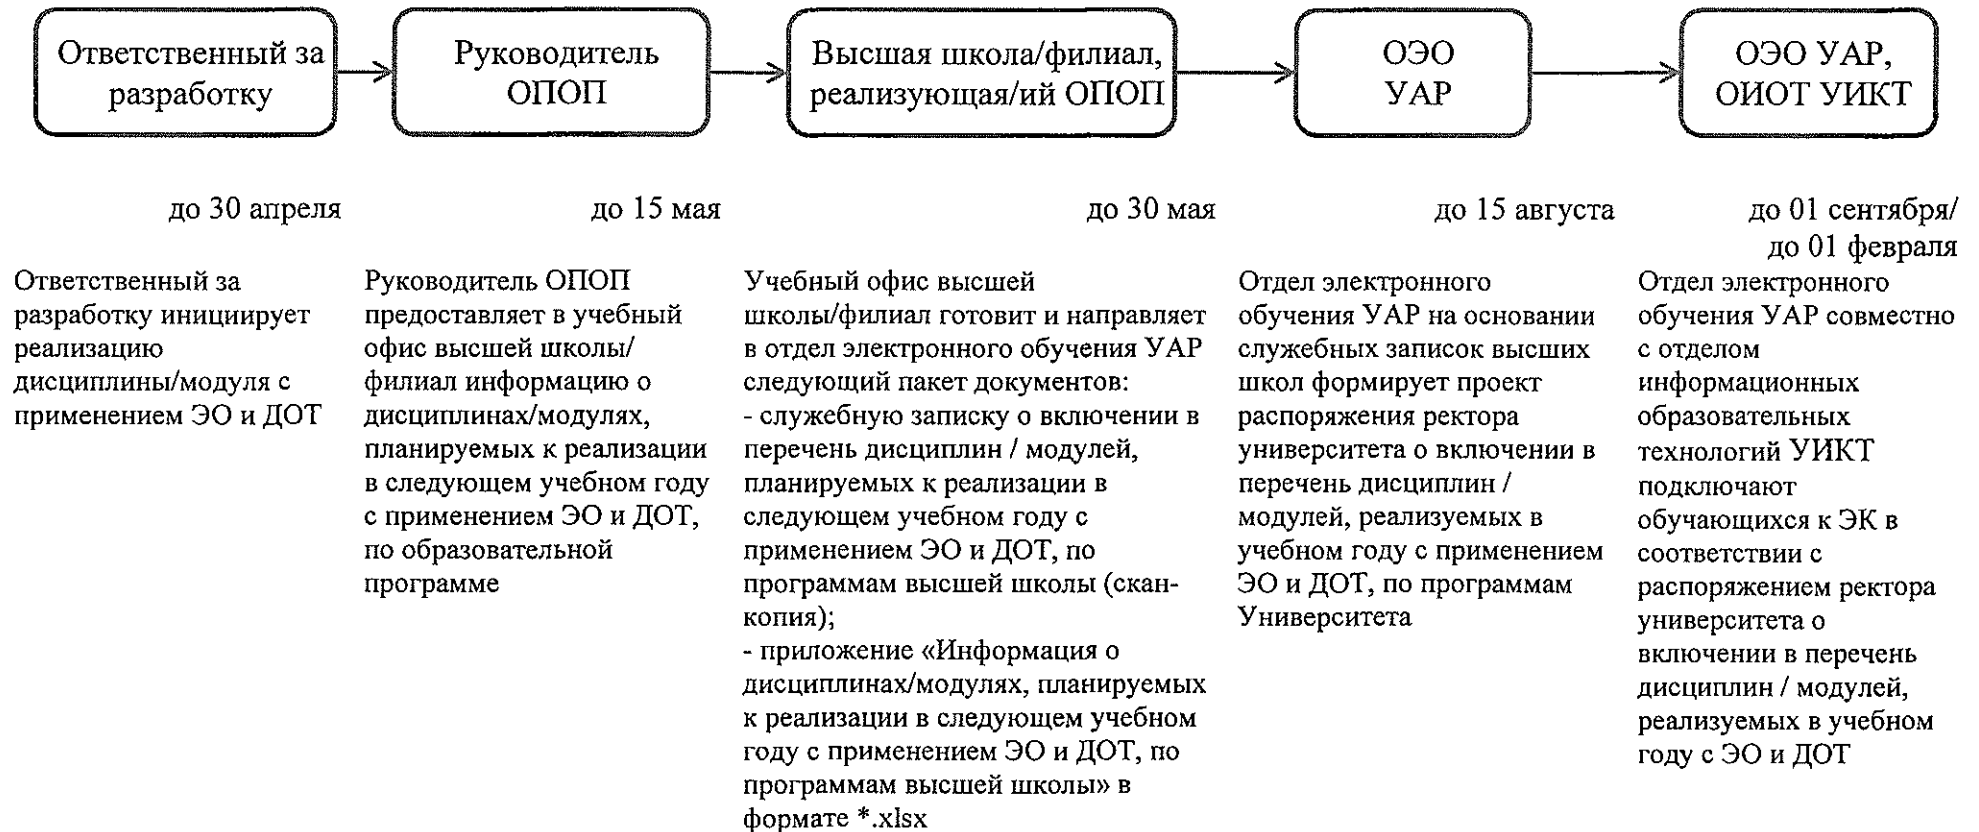 Ответственный за
разработку
Руководитель
ОПОП
Высшая школа/филиал,
реализующая/ий ОПОП
ОЭО
УАР
ОЭО УАР,
ОИОТ УИКТ
до 30 апреля
до 15 мая
до 30 мая
до 15 августа
до 01 сентября/
до 01 февраля
Ответственный за
разработку инициирует
реализацию
дисциплины/модуля с
применением ЭО и ДОТ
Руководитель ОПОП
предоставляет в учебный
офис высшей школы/
филиал информацию о
дисциплинах/модулях,
планируемых к реализации
в следующем учебном году
с применением ЭО и ДОТ,
по образовательной
программе
Учебный офис высшей
школы/филиал готовит и направляет
в отдел электронного обучения УАР
следующий пакет документов:
- служебную записку о включении в
перечень дисциплин / модулей,
планируемых к реализации в
следующем учебном году с
применением ЭО и ДОТ, по
программам высшей школы (скан-
копия);
- приложение «Информация о
дисциплинах/модулях, планируемых
к реализации в следующем учебном
году с применением ЭО и ДОТ, по
программам высшей школы» в
формате *.xlsx
Отдел электронного
обучения УАР на основании
служебных записок высших
школ формирует проект
распоряжения ректора
университета о включении в
перечень дисциплин /
модулей, реализуемых в
учебном году с применением
ЭО и ДОТ, по программам
Университета
Отдел электронного
обучения УАР совместно
с отделом
информационных
образовательных
технологий УИКТ
подключают
обучающихся к ЭК в
соответствии с
распоряжением ректора
университета о
включении в перечень
дисциплин / модулей,
реализуемых в учебном
году с ЭО и ДОТ